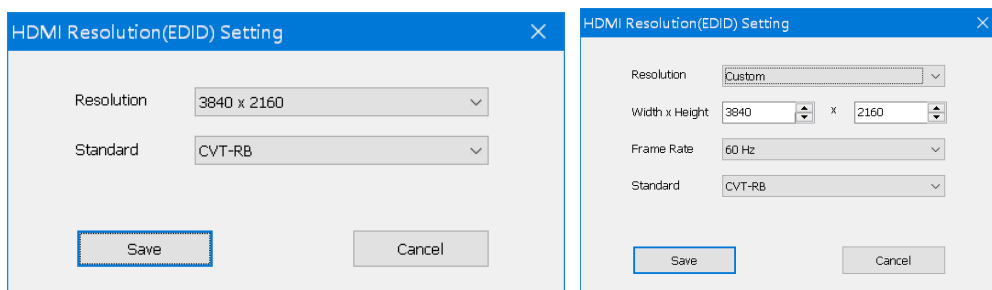 HDMI Resolution(EDID) Setting
Resolution 3840 x 2160
Standard CVT-RB
Save Cancel
HDMI Resolution(EDID) Setting
Resolution Custom
Width x Height 3840 x 2160
Frame Rate 60 Hz
Standard CVT-RB
Save Cancel